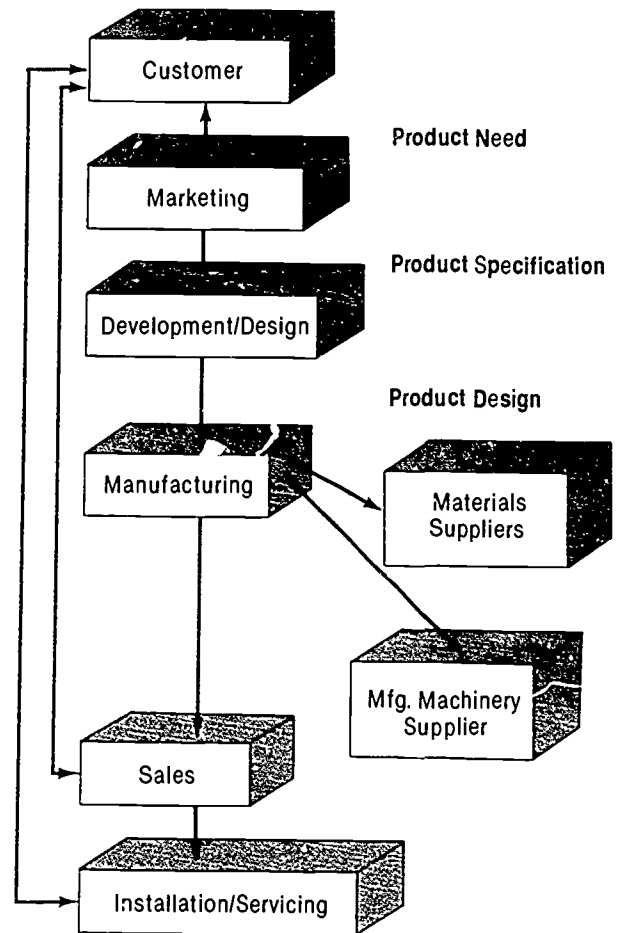 Customer
Product Need
Marketing
Product Specification
Development/Design
Product Design
Manufacturing
Materials
Suppliers
Mfg. Machinery
Supplier
Sales
Installation/Servicing